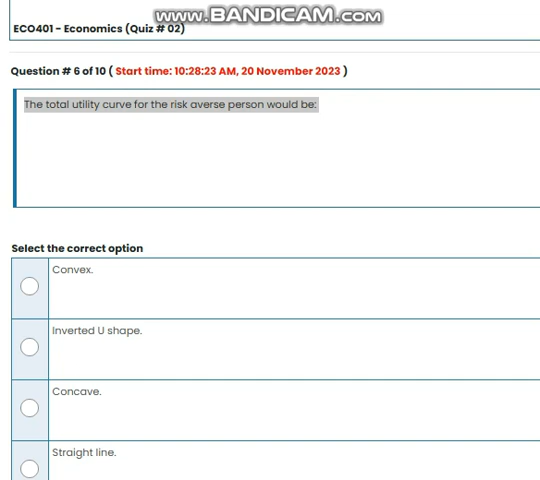 www.BANDICAM.com
ECO401 - Economics (Quiz # 02)
Question # 6 of 10 ( Start time: 10:28:23 AM, 20 November 2023 )
The total utility curve for the risk averse person would be:
Select the correct option
Convex.
Inverted U shape.
Concave.
Straight line.